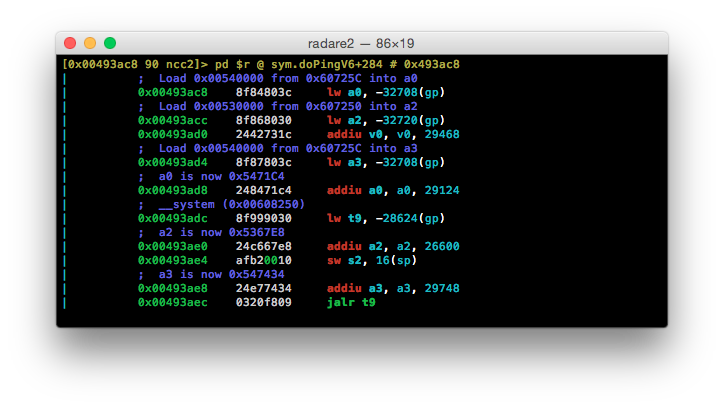 radare2 — 86×19
[0x00493ac8 90 ncc2]> pd $r @ sym.doPingV6+284 # 0x493ac8
| ; Load 0x00540000 from 0x60725C into a0
| 0x00493ac8 8f84803c lw a0, -32708(gp)
| ; Load 0x00530000 from 0x607250 into a2
| 0x00493acc 8f868030 lw a2, -32720(gp)
| 0x00493ad0 2442731c addiu v0, v0, 29468
| ; Load 0x00540000 from 0x60725C into a3
| 0x00493ad4 8f87803c lw a3, -32708(gp)
| ; a0 is now 0x5471C4
| 0x00493ad8 248471c4 addiu a0, a0, 29124
| ; __system (0x00608250)
| 0x00493adc 8f999030 lw t9, -28624(gp)
| ; a2 is now 0x5367E8
| 0x00493ae0 24c667e8 addiu a2, a2, 26600
| 0x00493ae4 afb20010 sw s2, 16(sp)
| ; a3 is now 0x547434
| 0x00493ae8 24e77434 addiu a3, a3, 29748
| 0x00493aec 0320f809 jalr t9